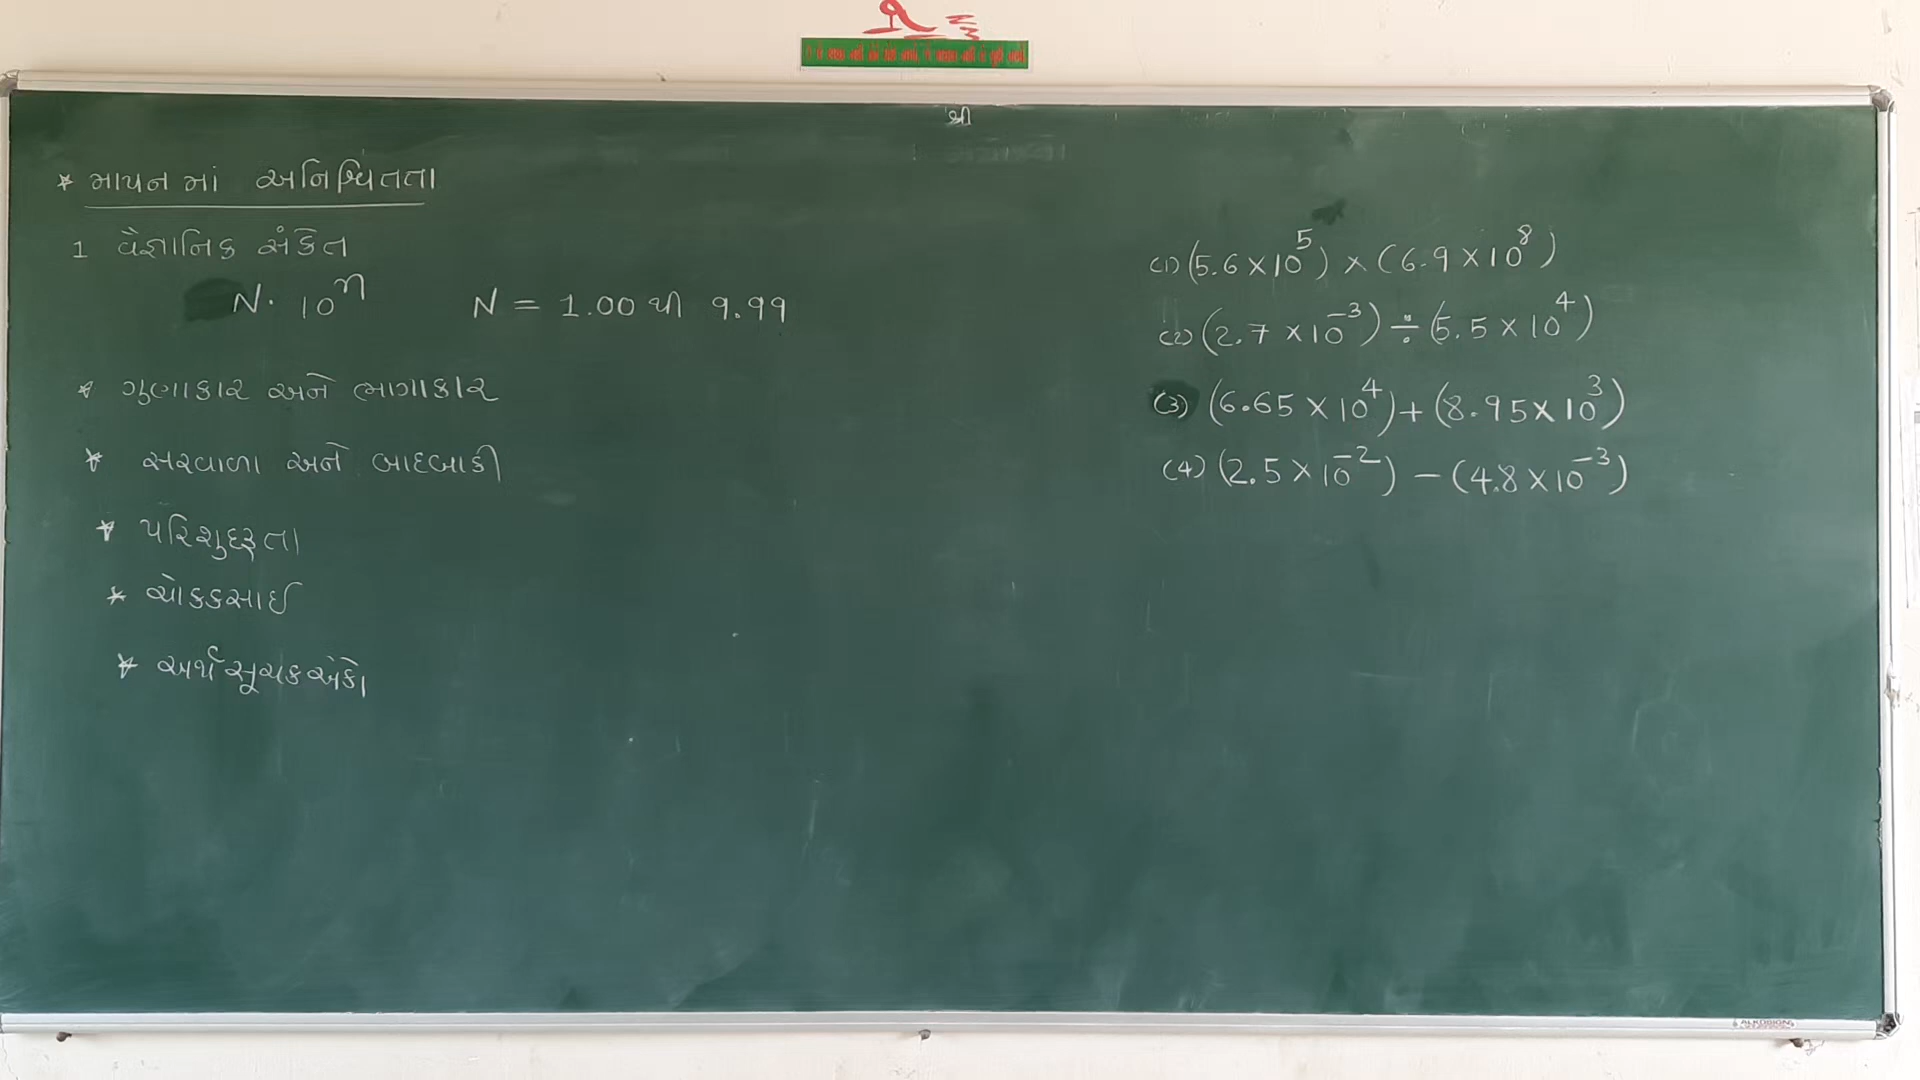 શ્રી
* માપન માં અનિશ્ચિતતા
1 વૈજ્ઞાનિક સંકેત
N. 10ⁿ N = 1.00 થી 9.99
* ગુણાકાર અને ભાગાકાર
* સરવાળા અને બાદબાકી
* પરિશુદ્ધતા
* ચોકકસાઈ
* અર્થસૂચક અંકો
(1) (5.6 × 10⁵) × (6.9 × 10⁸)
(2) (2.7 × 10⁻³) ÷ (5.5 × 10⁴)
(3) (6.65 × 10⁴) + (8.95 × 10³)
(4) (2.5 × 10⁻²) − (4.8 × 10⁻³)